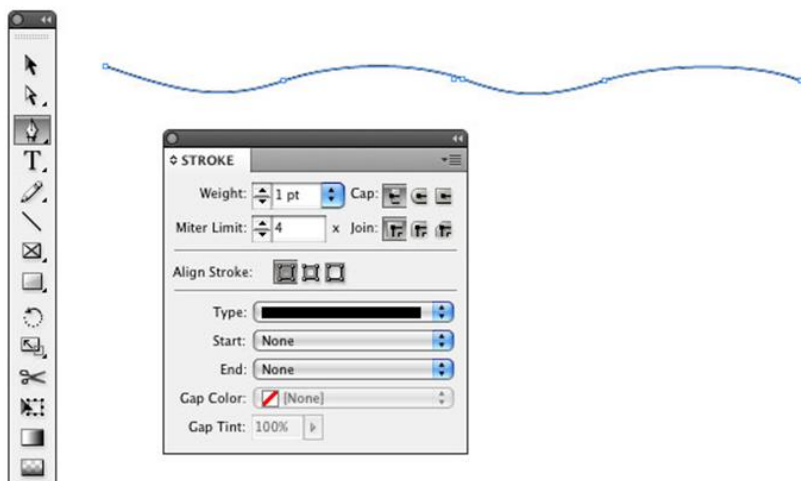 STROKE
Weight: 1 pt Cap:
Miter Limit: 4 x Join:
Align Stroke:
Type:
Start: None
End: None
Gap Color: [None]
Gap Tint: 100%